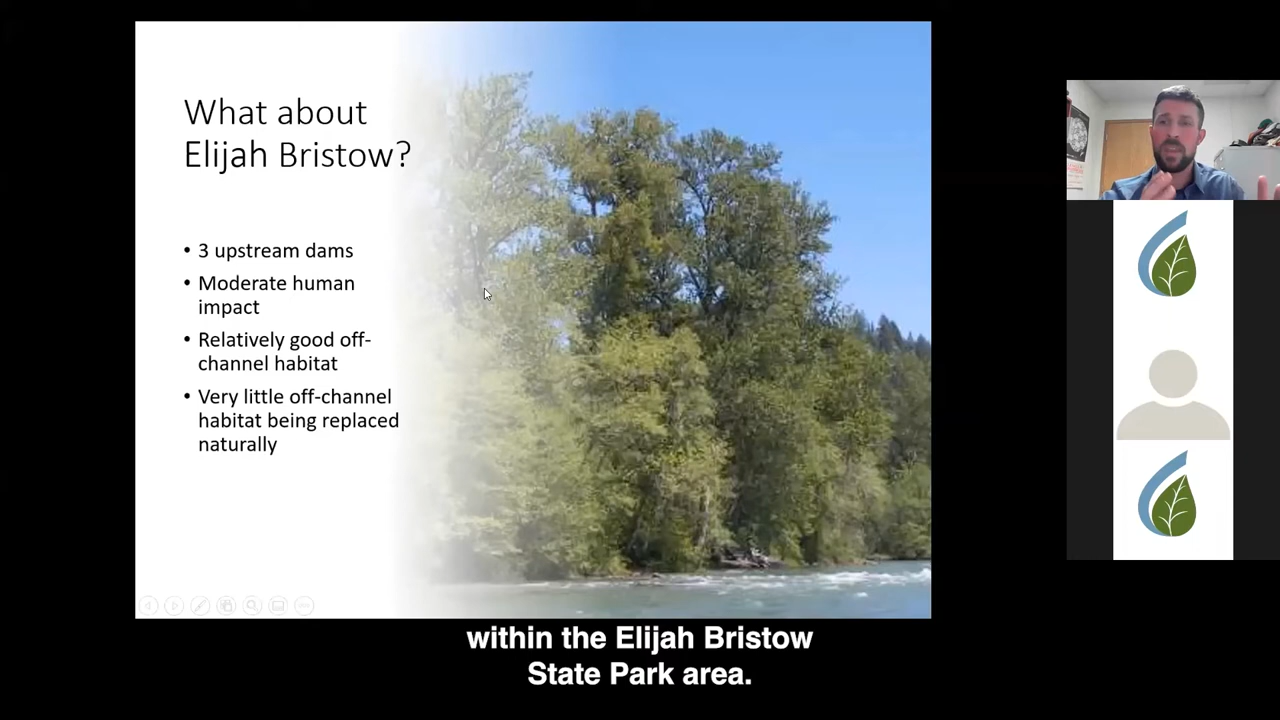 What about
Elijah Bristow?
• 3 upstream dams
• Moderate human
impact
• Relatively good off-
channel habitat
• Very little off-channel
habitat being replaced
naturally
within the Elijah Bristow
State Park area.